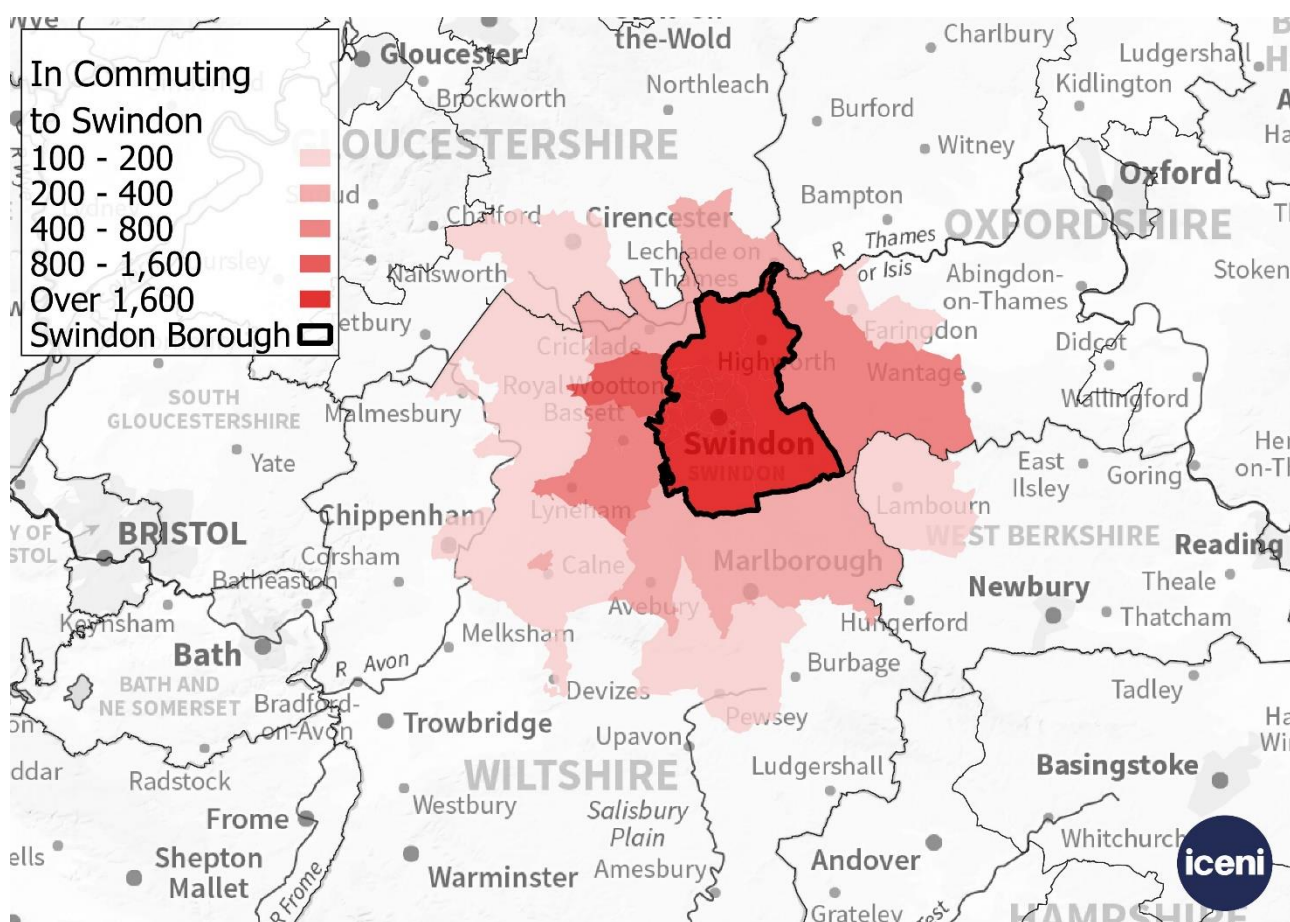 In Commuting
to Swindon
100 - 200
200 - 400
400 - 800
800 - 1,600
Over 1,600
Swindon Borough
the-Wold
Charlbury
Gloucester
Ludgershall
Northleach
Kidlington
Brockworth
Burford
Witney
GLOUCESTERSHIRE
Oxford
Bampton
Chalford
Cirencester
OXFORDSHIRE
Lechlade on
Thames
R Thames
or Isis
Nailsworth
Abingdon-
on-Thames
Tetbury
Faringdon
Cricklade
Highworth
Didcot
Royal Wootton
Bassett
Wantage
Wallingford
SOUTH
GLOUCESTERSHIRE
Malmesbury
Swindon
SWINDON
Yate
East
Ilsley
Goring
Lambourn
Lyneham
Chippenham
BRISTOL
WEST BERKSHIRE
Reading
Corsham
Calne
Marlborough
Batheaston
Newbury
Theale
Avebury
Thatcham
Keynsham
Hungerford
Melksham
Bath
R Avon
Burbage
BATH AND
NE SOMERSET
Devizes
Tadley
Bradford-
on-Avon
Trowbridge
Pewsey
Upavon
WILTSHIRE
Ludgershall
Basingstoke
Radstock
Westbury
Salisbury
Plain
Frome
Whitchurch
Shepton
Mallet
Warminster
Amesbury
Andover
iceni
R Frome
Grateley
HAMPSHIRE